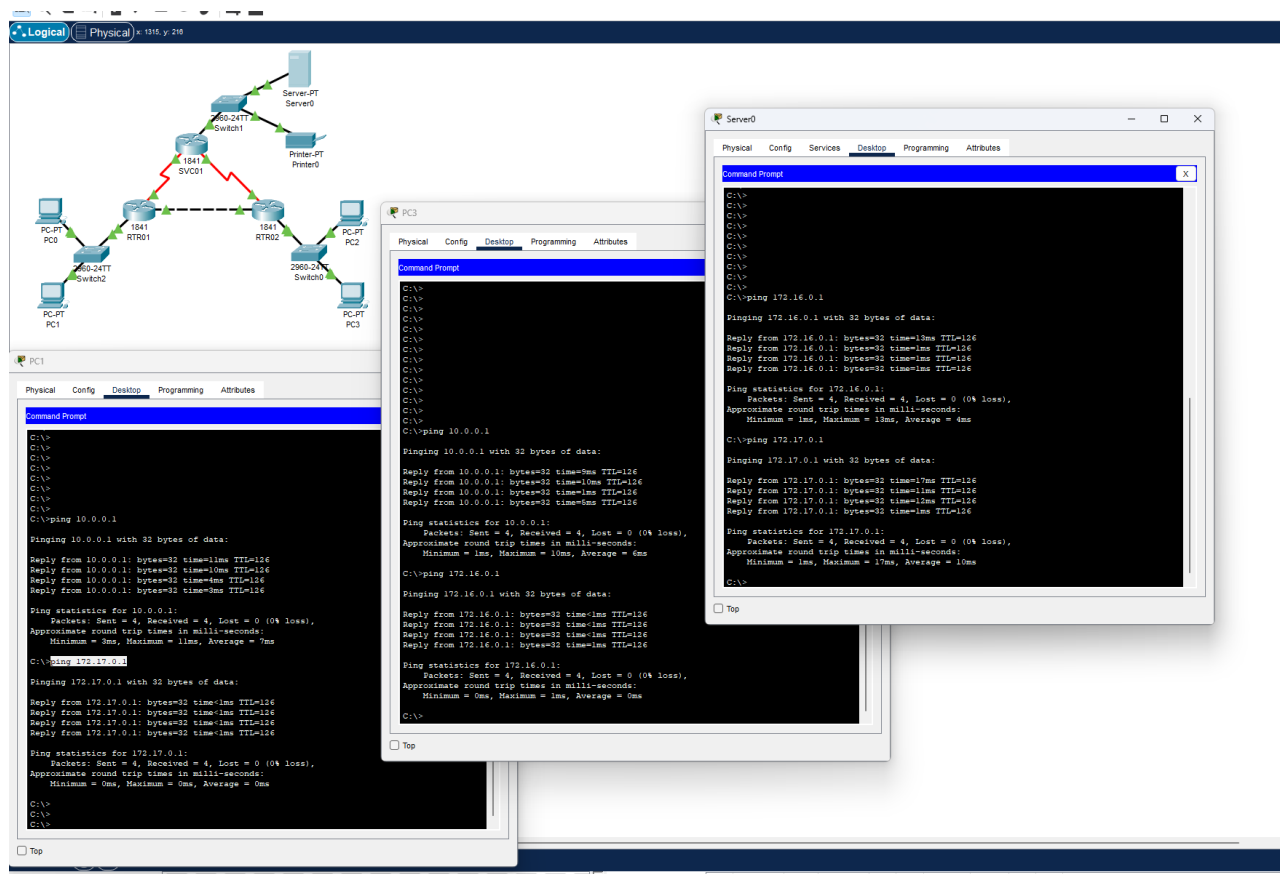 Logical
Physical
x: 1315, y: 216
Server-PT
Server0
2960-24TT
Switch1
Printer-PT
Printer0
1841
SVC01
PC-PT
PC0
1841
RTR01
1841
RTR02
PC-PT
PC2
2960-24TT
Switch2
2960-24TT
Switch0
PC-PT
PC1
PC-PT
PC3
PC1
Physical Config Desktop Programming Attributes
Command Prompt
C:\>
C:\>
C:\>
C:\>
C:\>
C:\>
C:\>
C:\>
C:\>ping 10.0.0.1
Pinging 10.0.0.1 with 32 bytes of data:
Reply from 10.0.0.1: bytes=32 time=11ms TTL=126
Reply from 10.0.0.1: bytes=32 time=10ms TTL=126
Reply from 10.0.0.1: bytes=32 time=4ms TTL=126
Reply from 10.0.0.1: bytes=32 time=3ms TTL=126
Ping statistics for 10.0.0.1:
Packets: Sent = 4, Received = 4, Lost = 0 (0% loss),
Approximate round trip times in milli-seconds:
Minimum = 3ms, Maximum = 11ms, Average = 7ms
C:\>ping 172.17.0.1
Pinging 172.17.0.1 with 32 bytes of data:
Reply from 172.17.0.1: bytes=32 time<1ms TTL=126
Reply from 172.17.0.1: bytes=32 time<1ms TTL=126
Reply from 172.17.0.1: bytes=32 time<1ms TTL=126
Reply from 172.17.0.1: bytes=32 time<1ms TTL=126
Ping statistics for 172.17.0.1:
Packets: Sent = 4, Received = 4, Lost = 0 (0% loss),
Approximate round trip times in milli-seconds:
Minimum = 0ms, Maximum = 0ms, Average = 0ms
C:\>
C:\>
C:\>
Top
PC3
Physical Config Desktop Programming Attributes
Command Prompt
C:\>
C:\>
C:\>
C:\>
C:\>
C:\>
C:\>
C:\>
C:\>
C:\>
C:\>
C:\>
C:\>
C:\>
C:\>ping 10.0.0.1
Pinging 10.0.0.1 with 32 bytes of data:
Reply from 10.0.0.1: bytes=32 time=9ms TTL=126
Reply from 10.0.0.1: bytes=32 time=10ms TTL=126
Reply from 10.0.0.1: bytes=32 time=1ms TTL=126
Reply from 10.0.0.1: bytes=32 time=5ms TTL=126
Ping statistics for 10.0.0.1:
Packets: Sent = 4, Received = 4, Lost = 0 (0% loss),
Approximate round trip times in milli-seconds:
Minimum = 1ms, Maximum = 10ms, Average = 6ms
C:\>ping 172.16.0.1
Pinging 172.16.0.1 with 32 bytes of data:
Reply from 172.16.0.1: bytes=32 time<1ms TTL=126
Reply from 172.16.0.1: bytes=32 time<1ms TTL=126
Reply from 172.16.0.1: bytes=32 time<1ms TTL=126
Reply from 172.16.0.1: bytes=32 time=1ms TTL=126
Ping statistics for 172.16.0.1:
Packets: Sent = 4, Received = 4, Lost = 0 (0% loss),
Approximate round trip times in milli-seconds:
Minimum = 0ms, Maximum = 1ms, Average = 0ms
C:\>
Top
Server0
Physical Config Services Desktop Programming Attributes
Command Prompt
X
C:\>
C:\>
C:\>
C:\>
C:\>
C:\>
C:\>
C:\>
C:\>
C:\>
C:\>ping 172.16.0.1
Pinging 172.16.0.1 with 32 bytes of data:
Reply from 172.16.0.1: bytes=32 time=13ms TTL=126
Reply from 172.16.0.1: bytes=32 time=1ms TTL=126
Reply from 172.16.0.1: bytes=32 time=1ms TTL=126
Reply from 172.16.0.1: bytes=32 time=1ms TTL=126
Ping statistics for 172.16.0.1:
Packets: Sent = 4, Received = 4, Lost = 0 (0% loss),
Approximate round trip times in milli-seconds:
Minimum = 1ms, Maximum = 13ms, Average = 4ms
C:\>ping 172.17.0.1
Pinging 172.17.0.1 with 32 bytes of data:
Reply from 172.17.0.1: bytes=32 time=17ms TTL=126
Reply from 172.17.0.1: bytes=32 time=11ms TTL=126
Reply from 172.17.0.1: bytes=32 time=12ms TTL=126
Reply from 172.17.0.1: bytes=32 time=1ms TTL=126
Ping statistics for 172.17.0.1:
Packets: Sent = 4, Received = 4, Lost = 0 (0% loss),
Approximate round trip times in milli-seconds:
Minimum = 1ms, Maximum = 17ms, Average = 10ms
C:\>
Top